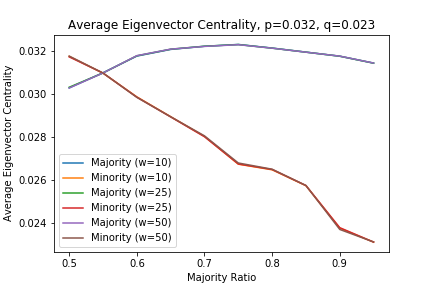 Average Eigenvector Centrality, p=0.032, q=0.023
Average Eigenvector Centrality
0.032
0.030
0.028
0.026
0.024
Majority (w=10)
Minority (w=10)
Majority (w=25)
Minority (w=25)
Majority (w=50)
Minority (w=50)
0.5 0.6 0.7 0.8 0.9
Majority Ratio